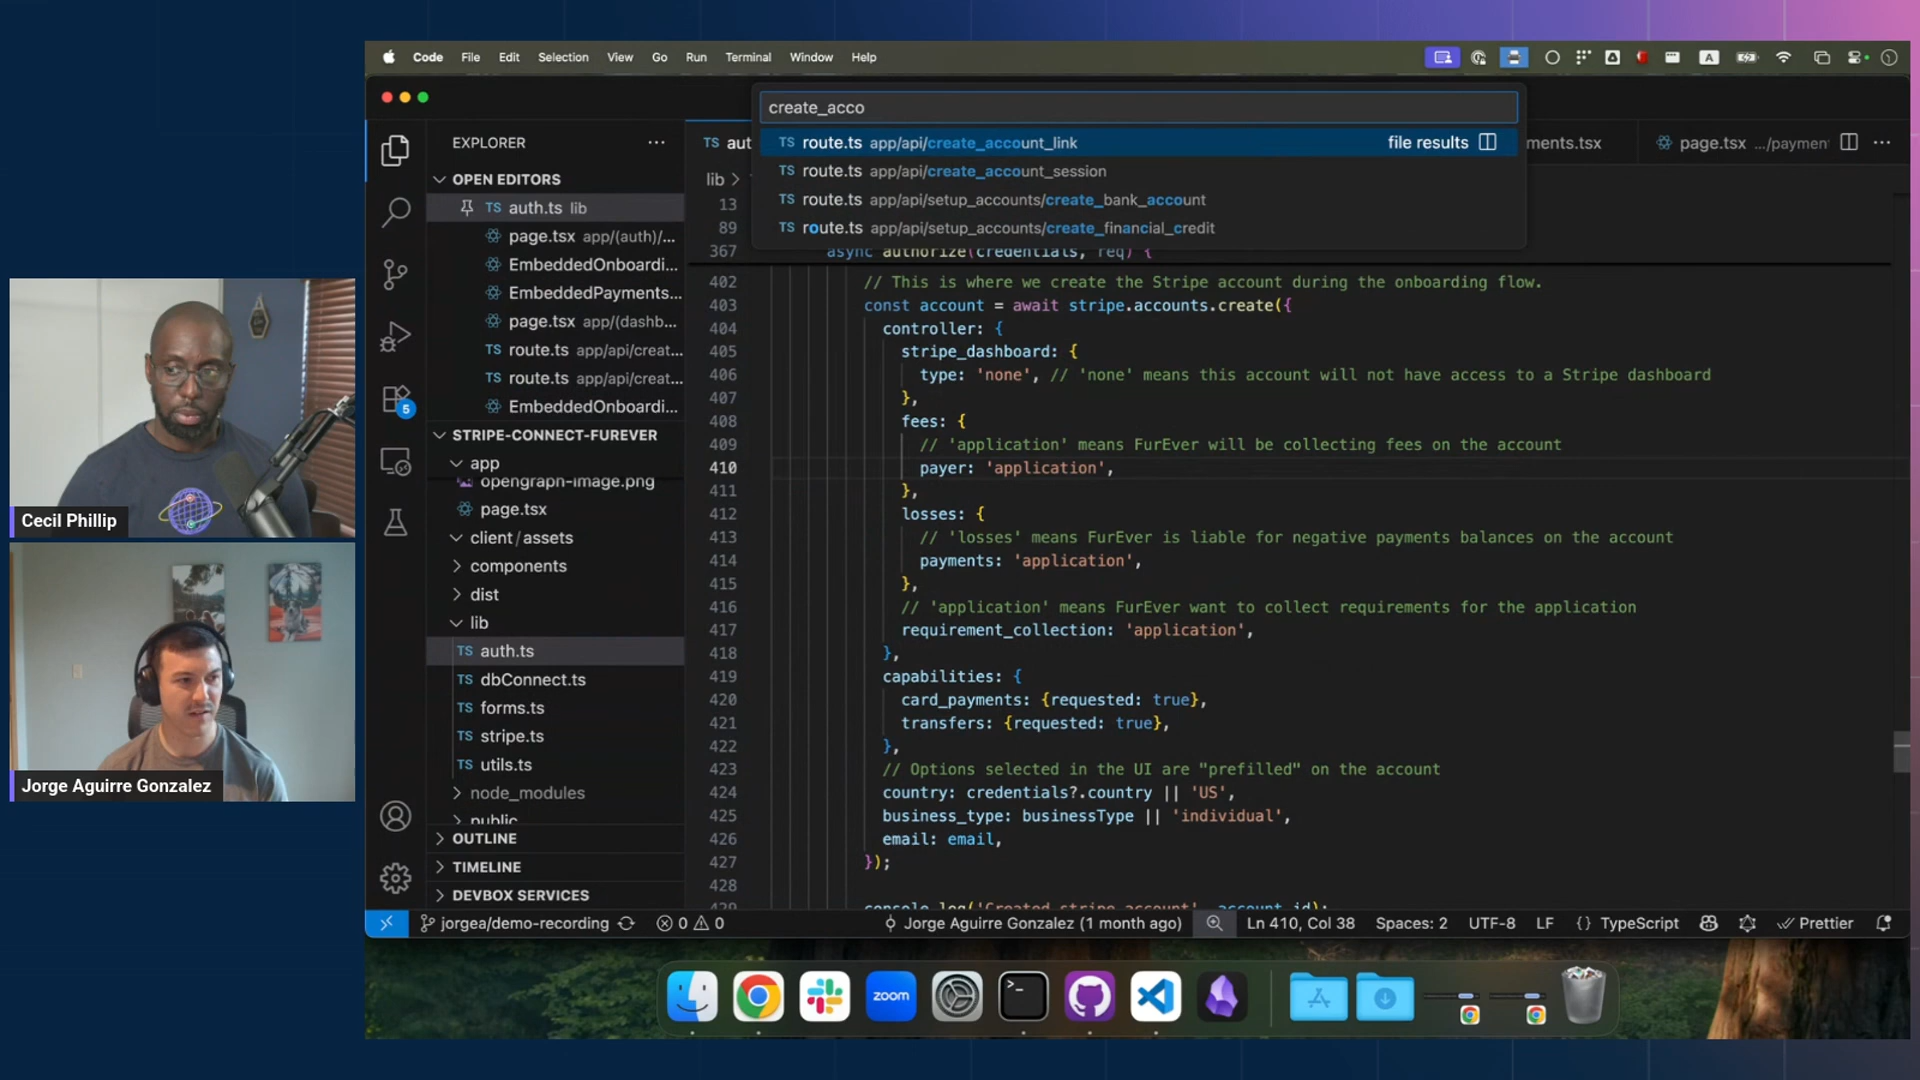 Code File Edit Selection View Go Run Terminal Window Help
A
create_acco
route.ts app/api/create_account_link file results
route.ts app/api/create_account_session
route.ts app/api/setup_accounts/create_bank_account
route.ts app/api/setup_accounts/create_financial_credit
EXPLORER
TS aut
ments.tsx
page.tsx .../paymen
OPEN EDITORS
TS auth.ts lib
page.tsx app/(auth)/...
EmbeddedOnboardi...
EmbeddedPayments...
page.tsx app/(dashb...
TS route.ts app/api/creat...
TS route.ts app/api/creat...
EmbeddedOnboardi...
STRIPE-CONNECT-FUREVER
app
opengraph-image.png
page.tsx
client/assets
components
dist
lib
TS auth.ts
TS dbConnect.ts
TS forms.ts
TS stripe.ts
TS utils.ts
node_modules
public
OUTLINE
TIMELINE
DEVBOX SERVICES
5
lib >
13
89
367 async authorize(credentials, req) {
402 // This is where we create the Stripe account during the onboarding flow.
403 const account = await stripe.accounts.create({
404 controller: {
405 stripe_dashboard: {
406 type: 'none', // 'none' means this account will not have access to a Stripe dashboard
407 },
408 fees: {
409 // 'application' means FurEver will be collecting fees on the account
410 payer: 'application',
411 },
412 losses: {
413 // 'losses' means FurEver is liable for negative payments balances on the account
414 payments: 'application',
415 },
416 // 'application' means FurEver want to collect requirements for the application
417 requirement_collection: 'application',
418 },
419 capabilities: {
420 card_payments: {requested: true},
421 transfers: {requested: true},
422 },
423 // Options selected in the UI are "prefilled" on the account
424 country: credentials?.country || 'US',
425 business_type: businessType || 'individual',
426 email: email,
427 });
428
429 console.log('Created stripe account', account.id);
jorgea/demo-recording 0 0 Jorge Aguirre Gonzalez (1 month ago) Ln 410, Col 38 Spaces: 2 UTF-8 LF {} TypeScript Prettier
zoom
Cecil Phillip
Jorge Aguirre Gonzalez